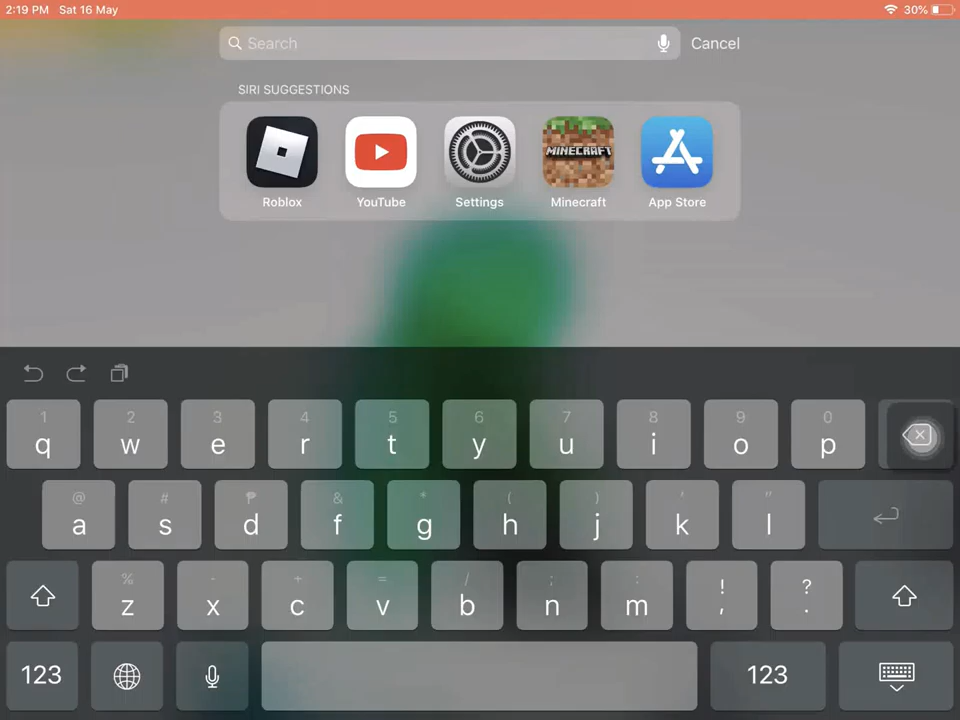 2:19 PM Sat 16 May 30%
Search Cancel
SIRI SUGGESTIONS
MINECRAFT
Roblox YouTube Settings Minecraft App Store
1 2 3 4 5 6 7 8 9 0
q w e r t y u i o p
@ # ₱ & * ( ) ' "
a s d f g h j k l
% - + = / ; : ! ?
z x c v b n m , .
123 123